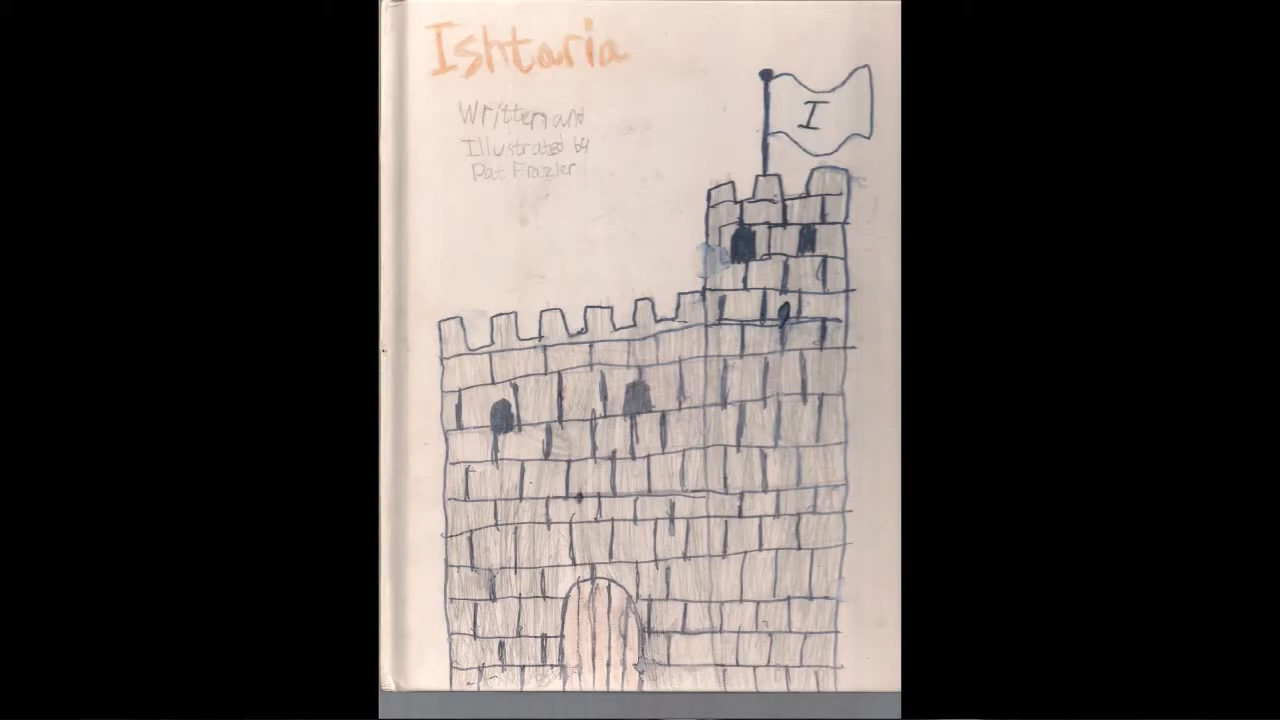 Ishtaria
I
Written and
Illustrated by
Pat Frazier